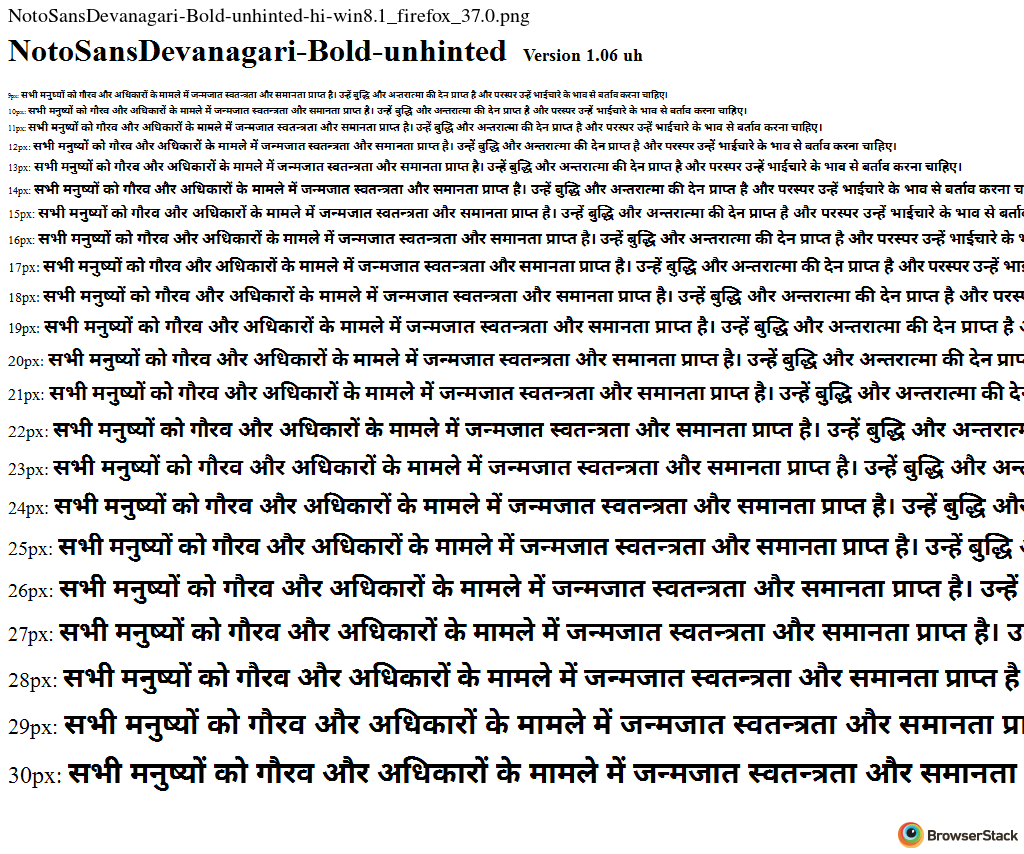 NotoSansDevanagari-Bold-unhinted-hi-win8.1_firefox_37.0.png
NotoSansDevanagari-Bold-unhinted Version 1.06 uh
9px: सभी मनुष्यों को गौरव और अधिकारों के मामले में जन्मजात स्वतन्त्रता और समानता प्राप्त है। उन्हें बुद्धि और अन्तरात्मा की देन प्राप्त है और परस्पर उन्हें भाईचारे के भाव से बर्ताव करना चाहिए।
10px: सभी मनुष्यों को गौरव और अधिकारों के मामले में जन्मजात स्वतन्त्रता और समानता प्राप्त है। उन्हें बुद्धि और अन्तरात्मा की देन प्राप्त है और परस्पर उन्हें भाईचारे के भाव से बर्ताव करना चाहिए।
11px: सभी मनुष्यों को गौरव और अधिकारों के मामले में जन्मजात स्वतन्त्रता और समानता प्राप्त है। उन्हें बुद्धि और अन्तरात्मा की देन प्राप्त है और परस्पर उन्हें भाईचारे के भाव से बर्ताव करना चाहिए।
12px: सभी मनुष्यों को गौरव और अधिकारों के मामले में जन्मजात स्वतन्त्रता और समानता प्राप्त है। उन्हें बुद्धि और अन्तरात्मा की देन प्राप्त है और परस्पर उन्हें भाईचारे के भाव से बर्ताव करना चाहिए।
13px: सभी मनुष्यों को गौरव और अधिकारों के मामले में जन्मजात स्वतन्त्रता और समानता प्राप्त है। उन्हें बुद्धि और अन्तरात्मा की देन प्राप्त है और परस्पर उन्हें भाईचारे के भाव से बर्ताव करना चाहिए।
14px: सभी मनुष्यों को गौरव और अधिकारों के मामले में जन्मजात स्वतन्त्रता और समानता प्राप्त है। उन्हें बुद्धि और अन्तरात्मा की देन प्राप्त है और परस्पर उन्हें भाईचारे के भाव से बर्ताव करना
15px: सभी मनुष्यों को गौरव और अधिकारों के मामले में जन्मजात स्वतन्त्रता और समानता प्राप्त है। उन्हें बुद्धि और अन्तरात्मा की देन प्राप्त है और परस्पर उन्हें भाईचारे के भाव से
16px: सभी मनुष्यों को गौरव और अधिकारों के मामले में जन्मजात स्वतन्त्रता और समानता प्राप्त है। उन्हें बुद्धि और अन्तरात्मा की देन प्राप्त है और परस्पर उन्हें भाईचारे के
17px: सभी मनुष्यों को गौरव और अधिकारों के मामले में जन्मजात स्वतन्त्रता और समानता प्राप्त है। उन्हें बुद्धि और अन्तरात्मा की देन प्राप्त है और परस्पर उन्हें
18px: सभी मनुष्यों को गौरव और अधिकारों के मामले में जन्मजात स्वतन्त्रता और समानता प्राप्त है। उन्हें बुद्धि और अन्तरात्मा की देन प्राप्त है और
19px: सभी मनुष्यों को गौरव और अधिकारों के मामले में जन्मजात स्वतन्त्रता और समानता प्राप्त है। उन्हें बुद्धि और अन्तरात्मा की देन प्राप्त है
20px: सभी मनुष्यों को गौरव और अधिकारों के मामले में जन्मजात स्वतन्त्रता और समानता प्राप्त है। उन्हें बुद्धि और अन्तरात्मा की देन
21px: सभी मनुष्यों को गौरव और अधिकारों के मामले में जन्मजात स्वतन्त्रता और समानता प्राप्त है। उन्हें बुद्धि और अन्तरात्मा की
22px: सभी मनुष्यों को गौरव और अधिकारों के मामले में जन्मजात स्वतन्त्रता और समानता प्राप्त है। उन्हें बुद्धि और
23px: सभी मनुष्यों को गौरव और अधिकारों के मामले में जन्मजात स्वतन्त्रता और समानता प्राप्त है। उन्हें बुद्धि और
24px: सभी मनुष्यों को गौरव और अधिकारों के मामले में जन्मजात स्वतन्त्रता और समानता प्राप्त है। उन्हें बुद्धि
25px: सभी मनुष्यों को गौरव और अधिकारों के मामले में जन्मजात स्वतन्त्रता और समानता प्राप्त है। उन्हें बुद्धि
26px: सभी मनुष्यों को गौरव और अधिकारों के मामले में जन्मजात स्वतन्त्रता और समानता प्राप्त है। उन्हें
27px: सभी मनुष्यों को गौरव और अधिकारों के मामले में जन्मजात स्वतन्त्रता और समानता प्राप्त है।
28px: सभी मनुष्यों को गौरव और अधिकारों के मामले में जन्मजात स्वतन्त्रता और समानता प्राप्त है
29px: सभी मनुष्यों को गौरव और अधिकारों के मामले में जन्मजात स्वतन्त्रता और समानता
30px: सभी मनुष्यों को गौरव और अधिकारों के मामले में जन्मजात स्वतन्त्रता और समानता
BrowserStack